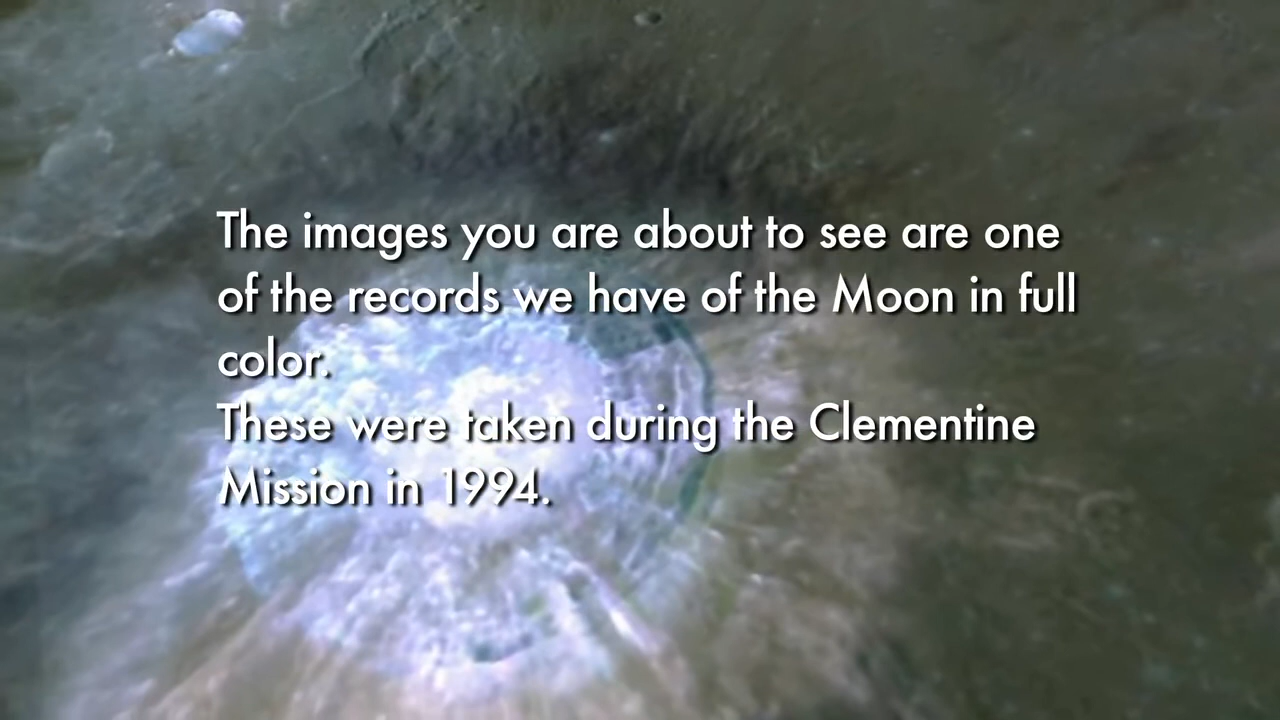 The images you are about to see are one
of the records we have of the Moon in full
color.
These were taken during the Clementine
Mission in 1994.